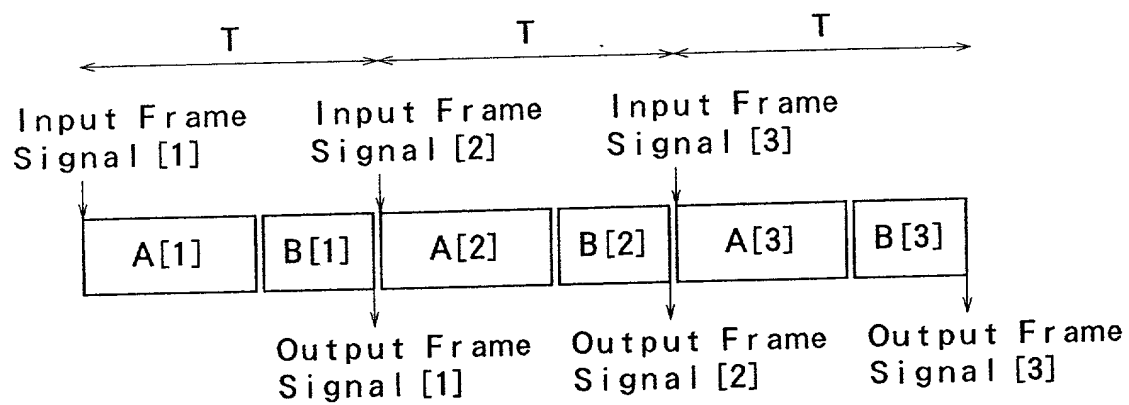 T T T
Input Frame
Signal [1]
Input Frame
Signal [2]
Input Frame
Signal [3]
A[1] B[1] A[2] B[2] A[3] B[3]
Output Frame
Signal [1]
Output Frame
Signal [2]
Output Frame
Signal [3]